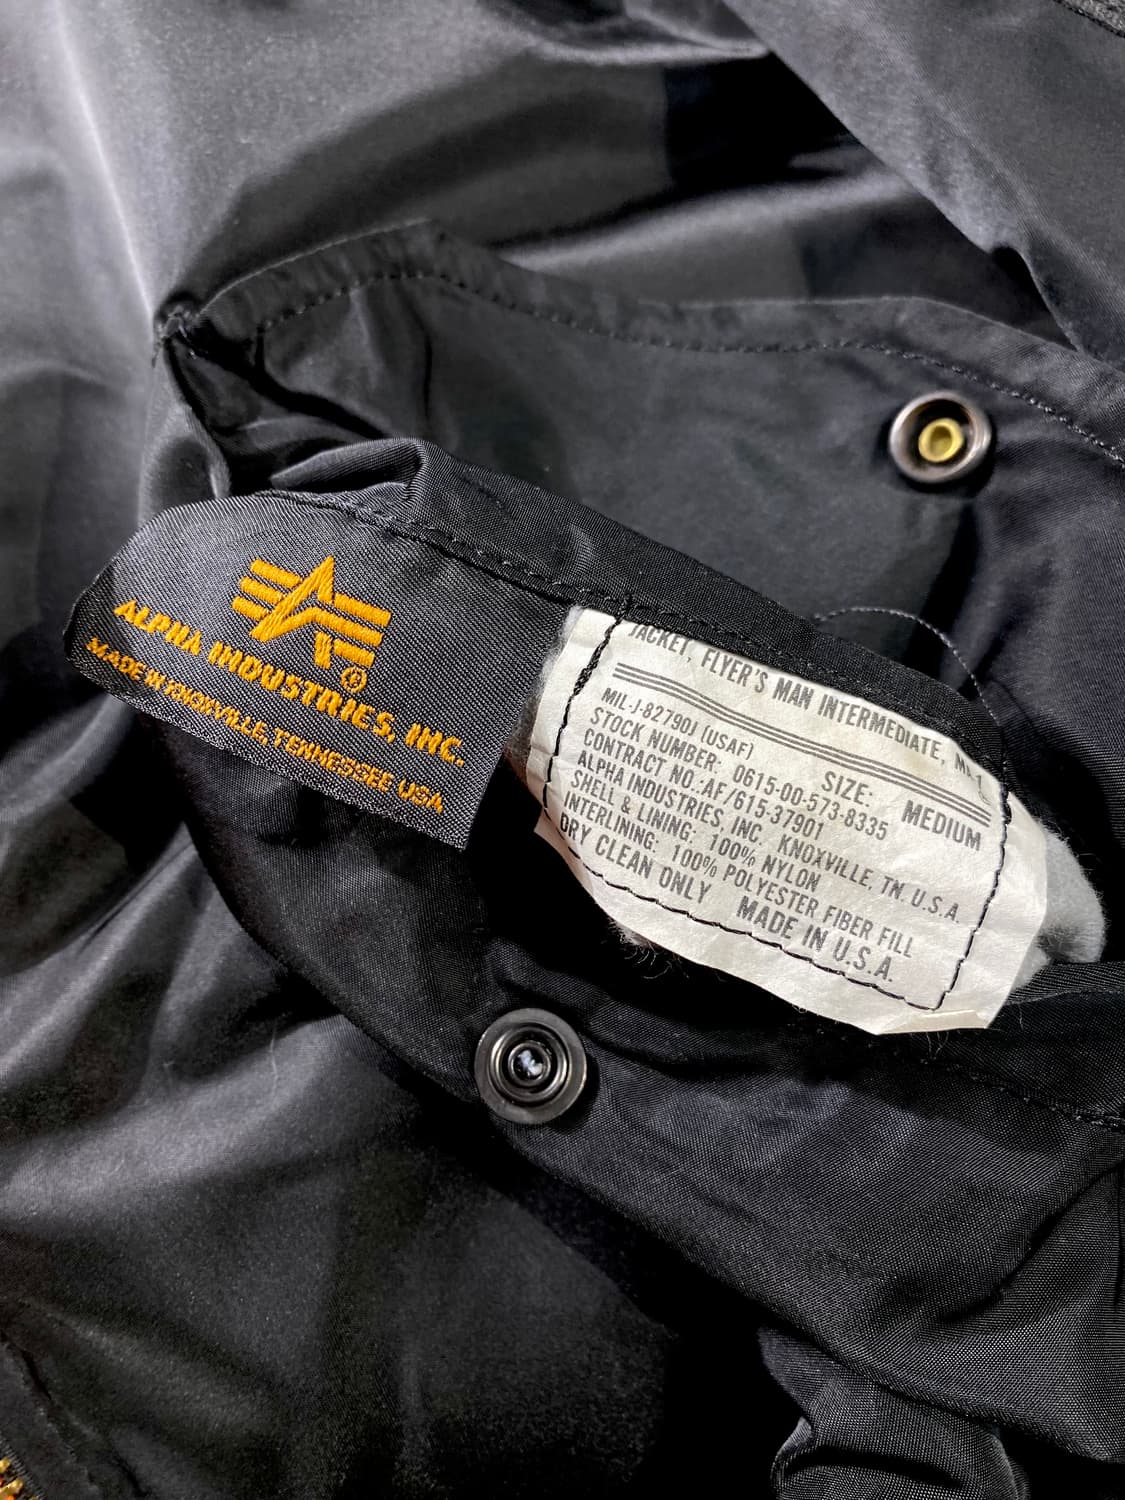 ALPHA INDUSTRIES, INC.
MADE IN KNOXVILLE, TENNESSEE USA
JACKET, FLYER'S MAN INTERMEDIATE, MA-1
MIL-J-82790J (USAF) SIZE: MEDIUM
STOCK NUMBER: 0615-00-573-8335
CONTRACT NO.:AF/615-37901
ALPHA INDUSTRIES, INC. KNOXVILLE, TN. U.S.A.
SHELL & LINING: 100% NYLON
INTERLINING: 100% POLYESTER FIBER FILL
DRY CLEAN ONLY MADE IN U.S.A.